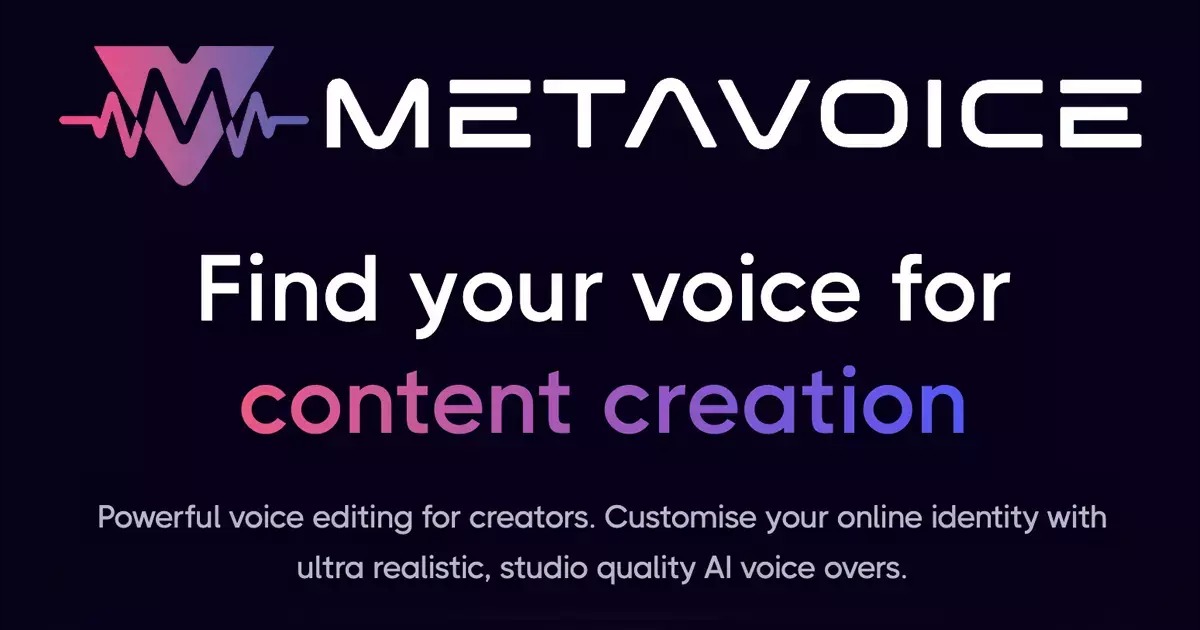 METAVOICE
Find your voice for
content creation
Powerful voice editing for creators. Customise your online identity with
ultra realistic, studio quality AI voice overs.